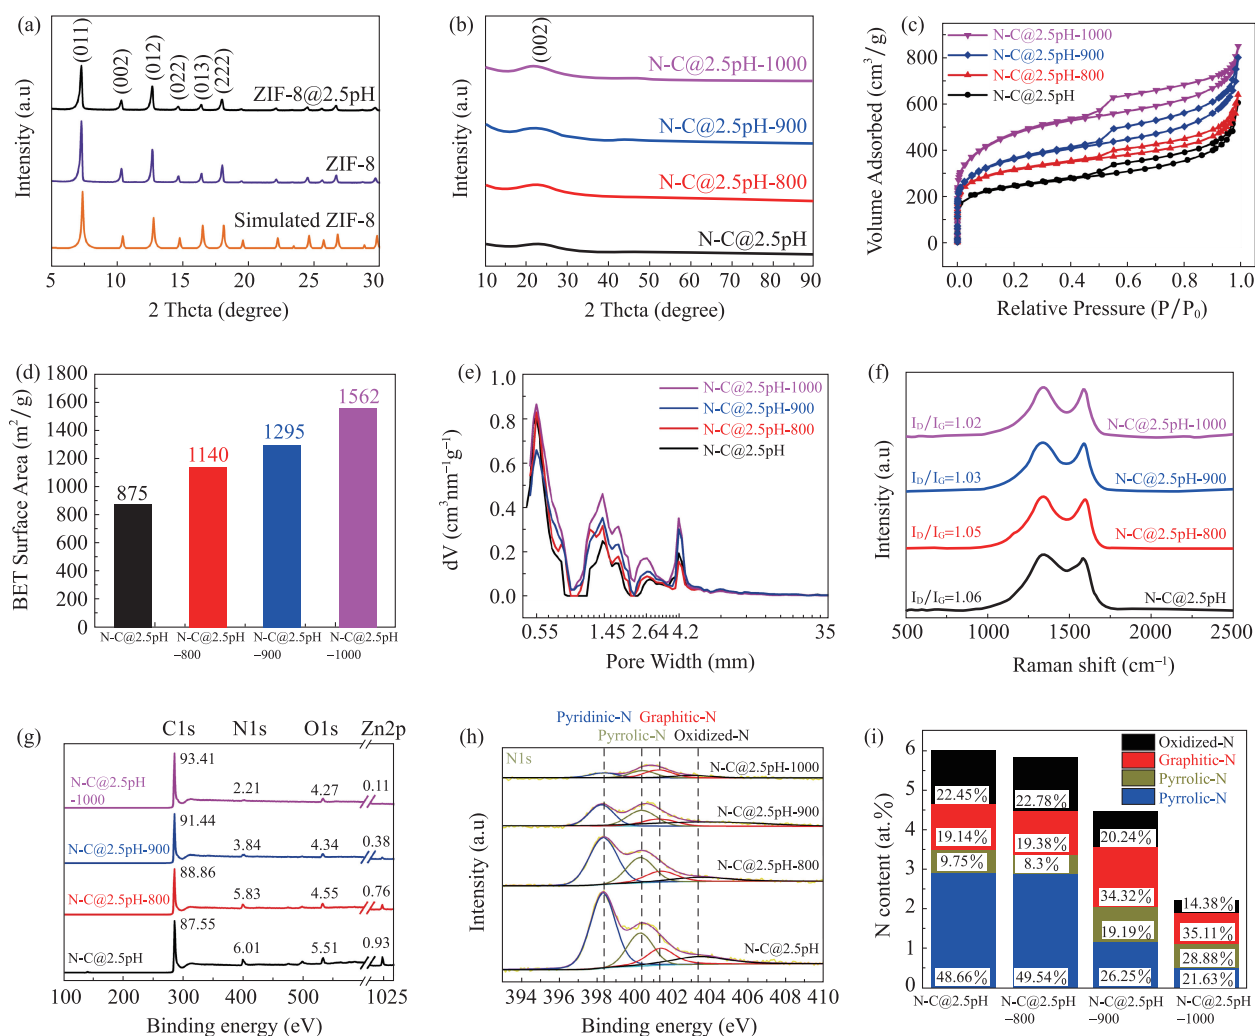 (a)
(011)
(002)
(012)
(022)
(013)
(222)
ZIF-8@2.5pH
ZIF-8
Simulated ZIF-8
Intensity (a.u)
5 10 15 20 25 30
2 Thcta (degree)
(b)
(002)
N-C@2.5pH-1000
N-C@2.5pH-900
N-C@2.5pH-800
N-C@2.5pH
Intensity (a.u)
10 20 30 40 50 60 70 80 90
2 Thcta (degree)
(c)
N-C@2.5pH-1000
N-C@2.5pH-900
N-C@2.5pH-800
N-C@2.5pH
Volume Adsorbed (cm³/g)
800
600
400
200
0
0.0 0.2 0.4 0.6 0.8 1.0
Relative Pressure (P/P₀)
(d)
BET Surface Area (m²/g)
1800
1600
1400
1200
1000
800
600
400
200
0
875
1140
1295
1562
N-C@2.5pH
N-C@2.5pH
−800
N-C@2.5pH
−900
N-C@2.5pH
−1000
(e)
N-C@2.5pH-1000
N-C@2.5pH-900
N-C@2.5pH-800
N-C@2.5pH
dV (cm³nm⁻¹g⁻¹)
1.0
0.8
0.6
0.4
0.2
0.0
0.55 1.45 2.64 4.2 35
Pore Width (mm)
(f)
I_D/I_G=1.02
N-C@2.5pH-1000
I_D/I_G=1.03
N-C@2.5pH-900
I_D/I_G=1.05
N-C@2.5pH-800
I_D/I_G=1.06
N-C@2.5pH
Intensity (a.u)
500 1000 1500 2000 2500
Raman shift (cm⁻¹)
(g)
C1s N1s O1s Zn2p
N-C@2.5pH
-1000
93.41 2.21 4.27 0.11
N-C@2.5pH-900
91.44 3.84 4.34 0.38
N-C@2.5pH-800
88.86 5.83 4.55 0.76
N-C@2.5pH
87.55 6.01 5.51 0.93
100 200 300 400 500 1025
Binding energy (eV)
(h)
Pyridinic-N Graphitic-N
Pyrrolic-N Oxidized-N
N1s
N-C@2.5pH-1000
N-C@2.5pH-900
N-C@2.5pH-800
N-C@2.5pH
Intensity (a.u)
394 396 398 400 402 404 406 408 410
Binding energy (eV)
(i)
Oxidized-N
Graphitic-N
Pyrrolic-N
Pyrrolic-N
N content (at.%)
6
5
4
3
2
1
0
22.45%
19.14%
9.75%
48.66%
22.78%
19.38%
8.3%
49.54%
20.24%
34.32%
19.19%
26.25%
14.38%
35.11%
28.88%
21.63%
N-C@2.5pH
N-C@2.5pH
−800
N-C@2.5pH
−900
N-C@2.5pH
−1000